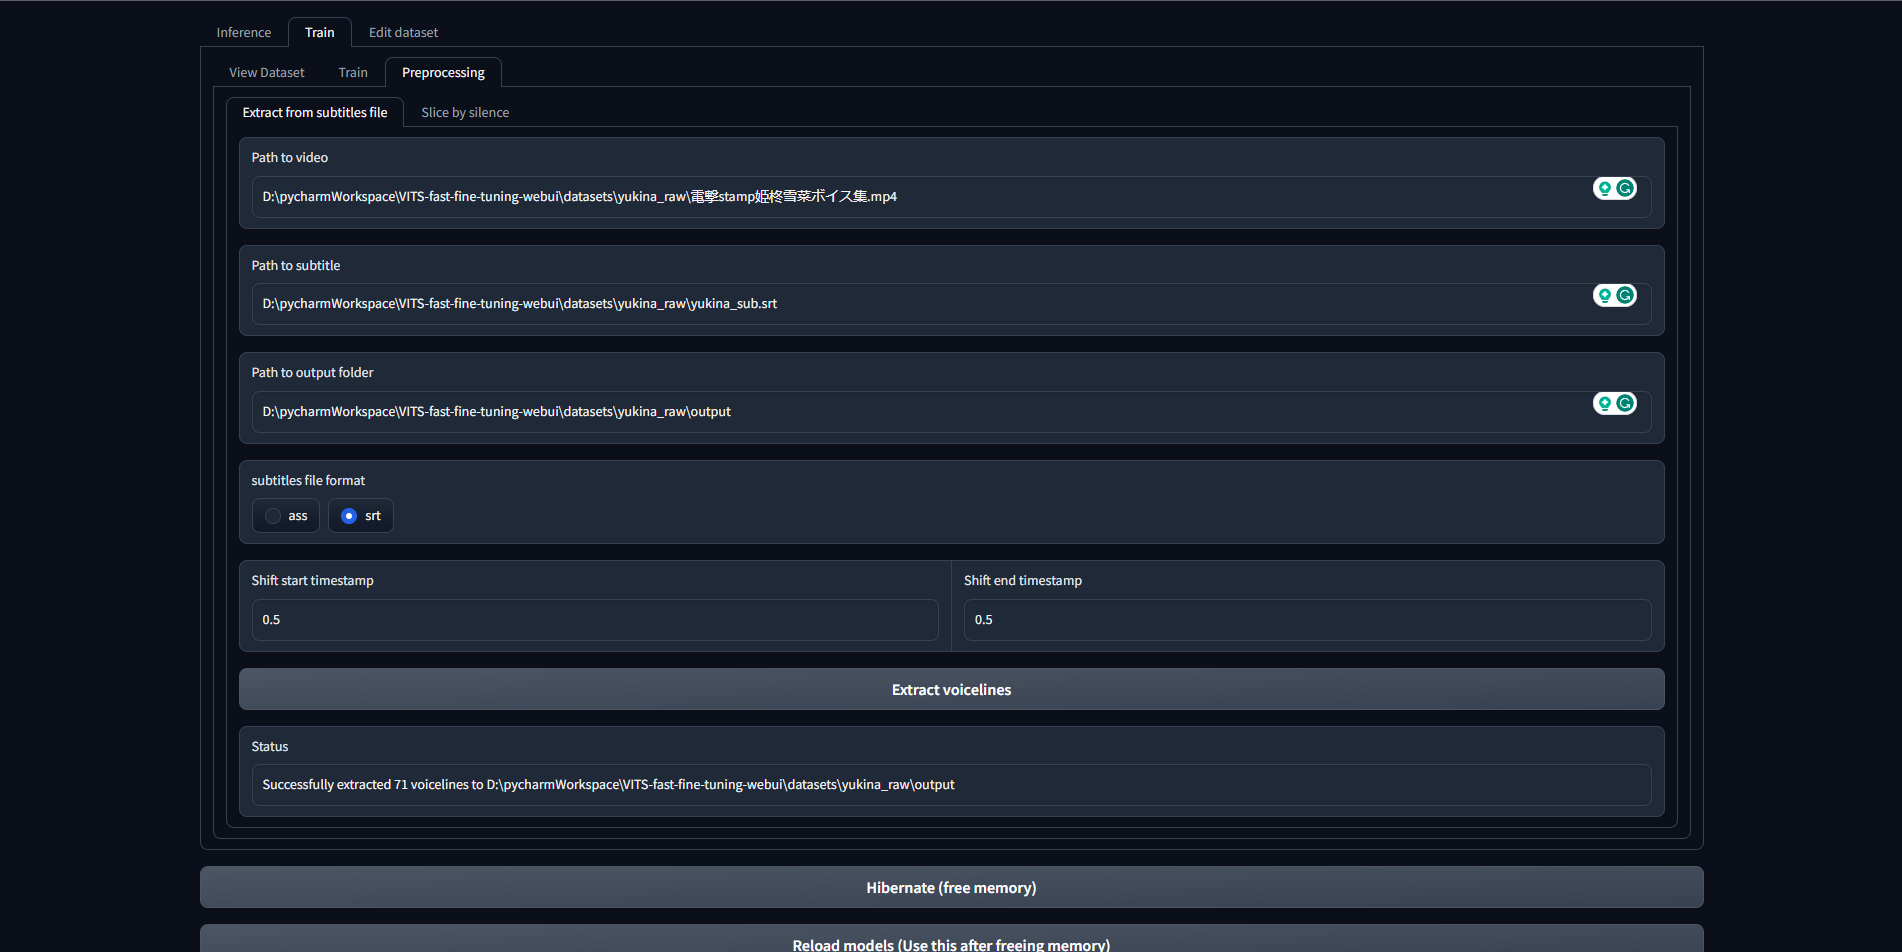 Inference Train Edit dataset
View Dataset Train Preprocessing
Extract from subtitles file Slice by silence
Path to video
D:\pycharmWorkspace\VITS-fast-fine-tuning-webui\datasets\yukina_raw\電撃stamp姫柊雪菜ボイス集.mp4
Path to subtitle
D:\pycharmWorkspace\VITS-fast-fine-tuning-webui\datasets\yukina_raw\yukina_sub.srt
Path to output folder
D:\pycharmWorkspace\VITS-fast-fine-tuning-webui\datasets\yukina_raw\output
subtitles file format
ass srt
Shift start timestamp Shift end timestamp
0.5 0.5
Extract voicelines
Status
Successfully extracted 71 voicelines to D:\pycharmWorkspace\VITS-fast-fine-tuning-webui\datasets\yukina_raw\output
Hibernate (free memory)
Reload models (Use this after freeing memory)